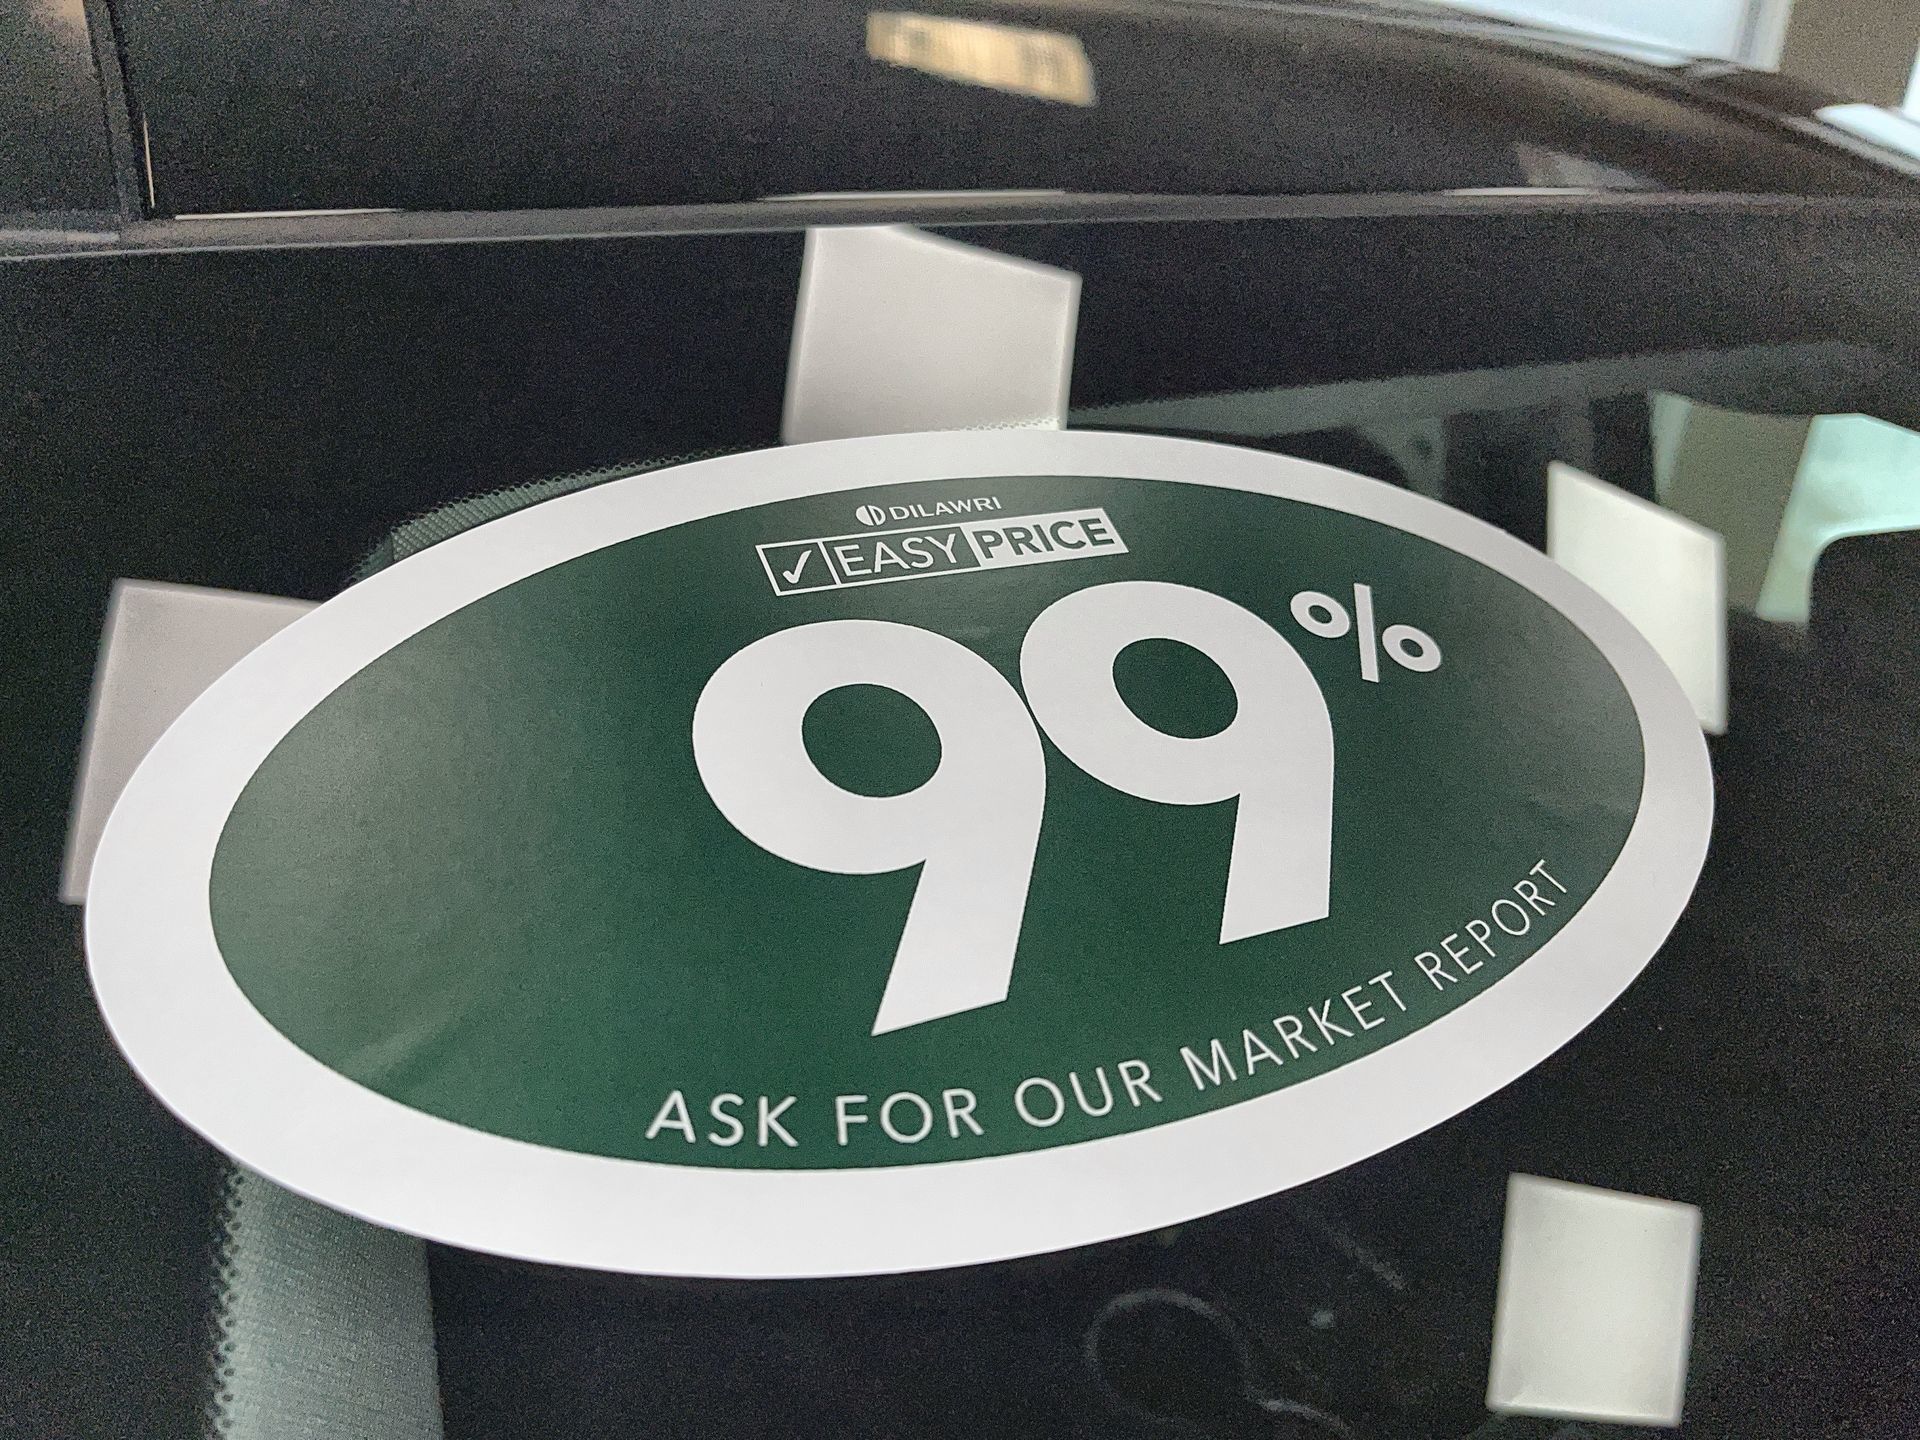 DILAWRI
✓ EASY PRICE
99%
ASK FOR OUR MARKET REPORT